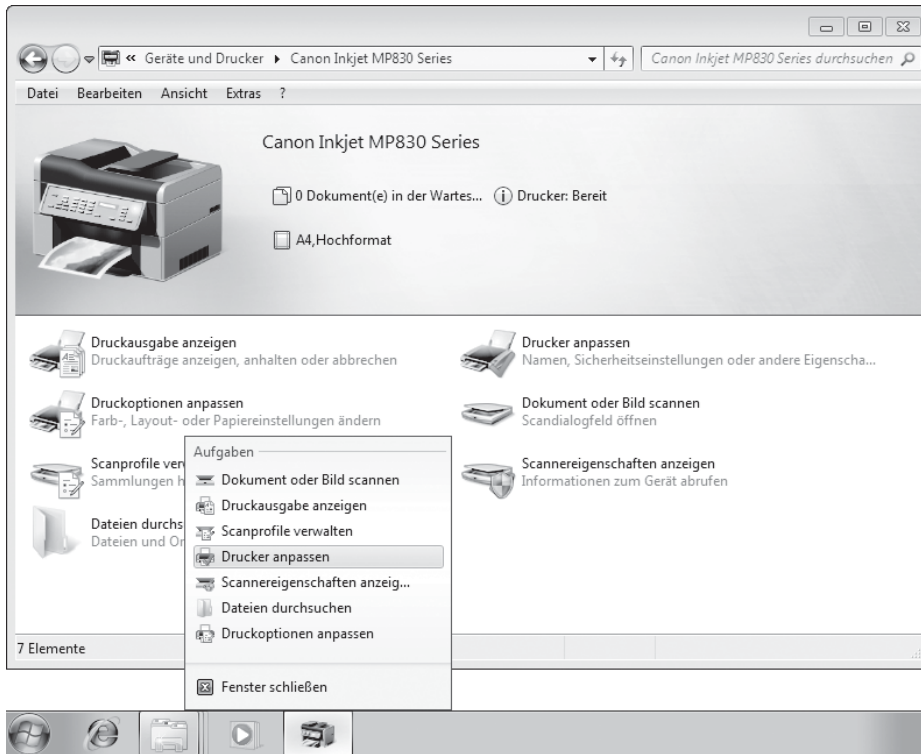 Geräte und Drucker Canon Inkjet MP830 Series
Canon Inkjet MP830 Series durchsuchen
Datei Bearbeiten Ansicht Extras ?
Canon Inkjet MP830 Series
0 Dokument(e) in der Wartes... Drucker: Bereit
A4,Hochformat
Druckausgabe anzeigen
Druckaufträge anzeigen, anhalten oder abbrechen
Drucker anpassen
Namen, Sicherheitseinstellungen oder andere Eigenscha...
Druckoptionen anpassen
Farb-, Layout- oder Papiereinstellungen ändern
Dokument oder Bild scannen
Scandialogfeld öffnen
Scanprofile ver
Sammlungen h
Scannereigenschaften anzeigen
Informationen zum Gerät abrufen
Dateien durchs
Dateien und Or
Aufgaben
Dokument oder Bild scannen
Druckausgabe anzeigen
Scanprofile verwalten
Drucker anpassen
Scannereigenschaften anzeig...
Dateien durchsuchen
Druckoptionen anpassen
Fenster schließen
7 Elemente